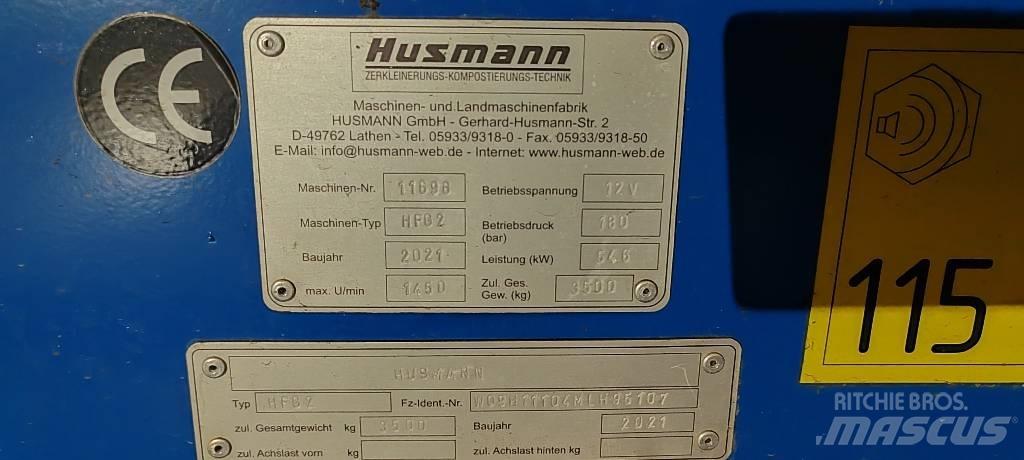 CE
Husmann
ZERKLEINERUNGS-KOMPOSTIERUNGS-TECHNIK
Maschinen- und Landmaschinenfabrik
HUSMANN GmbH - Gerhard-Husmann-Str. 2
D-49762 Lathen - Tel. 05933/9318-0 - Fax. 05933/9318-50
E-Mail: info@husmann-web.de - Internet: www.husmann-web.de
Maschinen-Nr. 11698 Betriebsspannung 12V
Maschinen-Typ HFG2 Betriebsdruck (bar) 180
Baujahr 2021 Leistung (kW)
max. U/min 1450 Zul. Ges. Gew. (kg) 3500
115
HUSMANN
Typ HFG2 Fz-Ident.-Nr.
zul. Gesamtgewicht kg 3500 Baujahr 2021
zul. Achslast vorn kg zul. Achslast hinten kg
RITCHIE BROS.
MASCUS